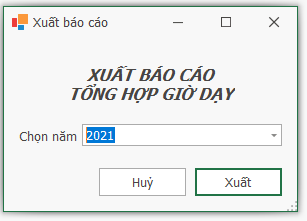 Xuất báo cáo
XUẤT BÁO CÁO
TỔNG HỢP GIỜ DẠY
Chọn năm 2021
Huỷ Xuất